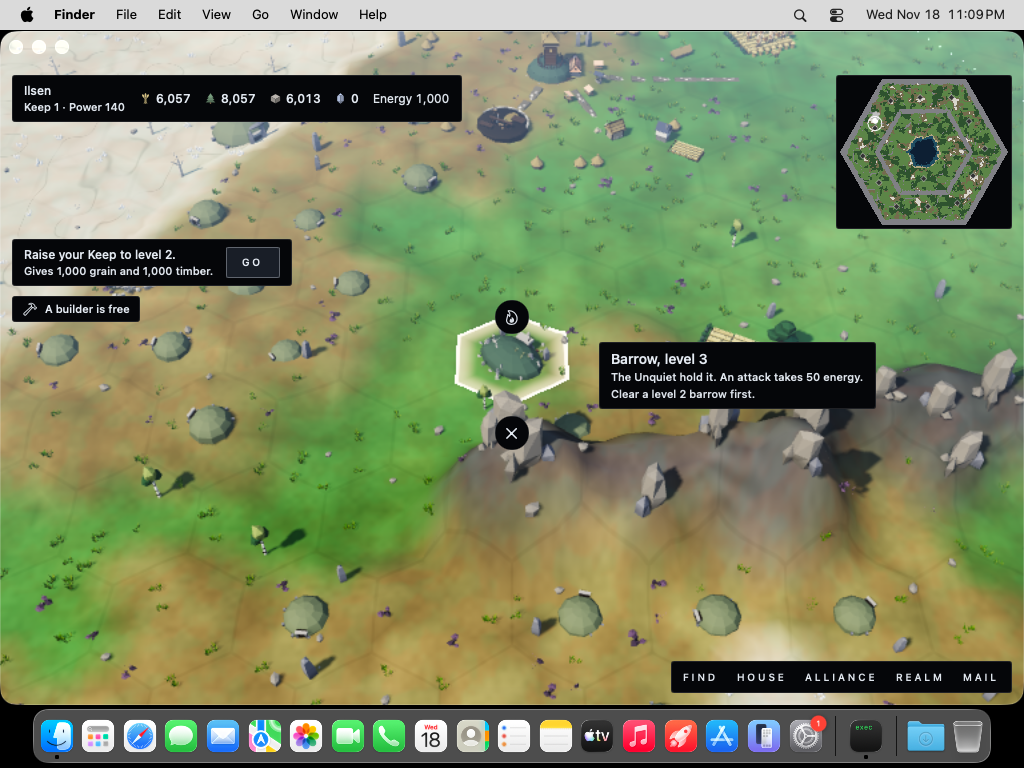 Finder File Edit View Go Window Help Wed Nov 18 11:09 PM
Ilsen
Keep 1 · Power 140
6,057 8,057 6,013 0 Energy 1,000
Raise your Keep to level 2.
Gives 1,000 grain and 1,000 timber.
GO
A builder is free
Barrow, level 3
The Unquiet hold it. An attack takes 50 energy.
Clear a level 2 barrow first.
FIND HOUSE ALLIANCE REALM MAIL
Wed
18
tv
1
exec